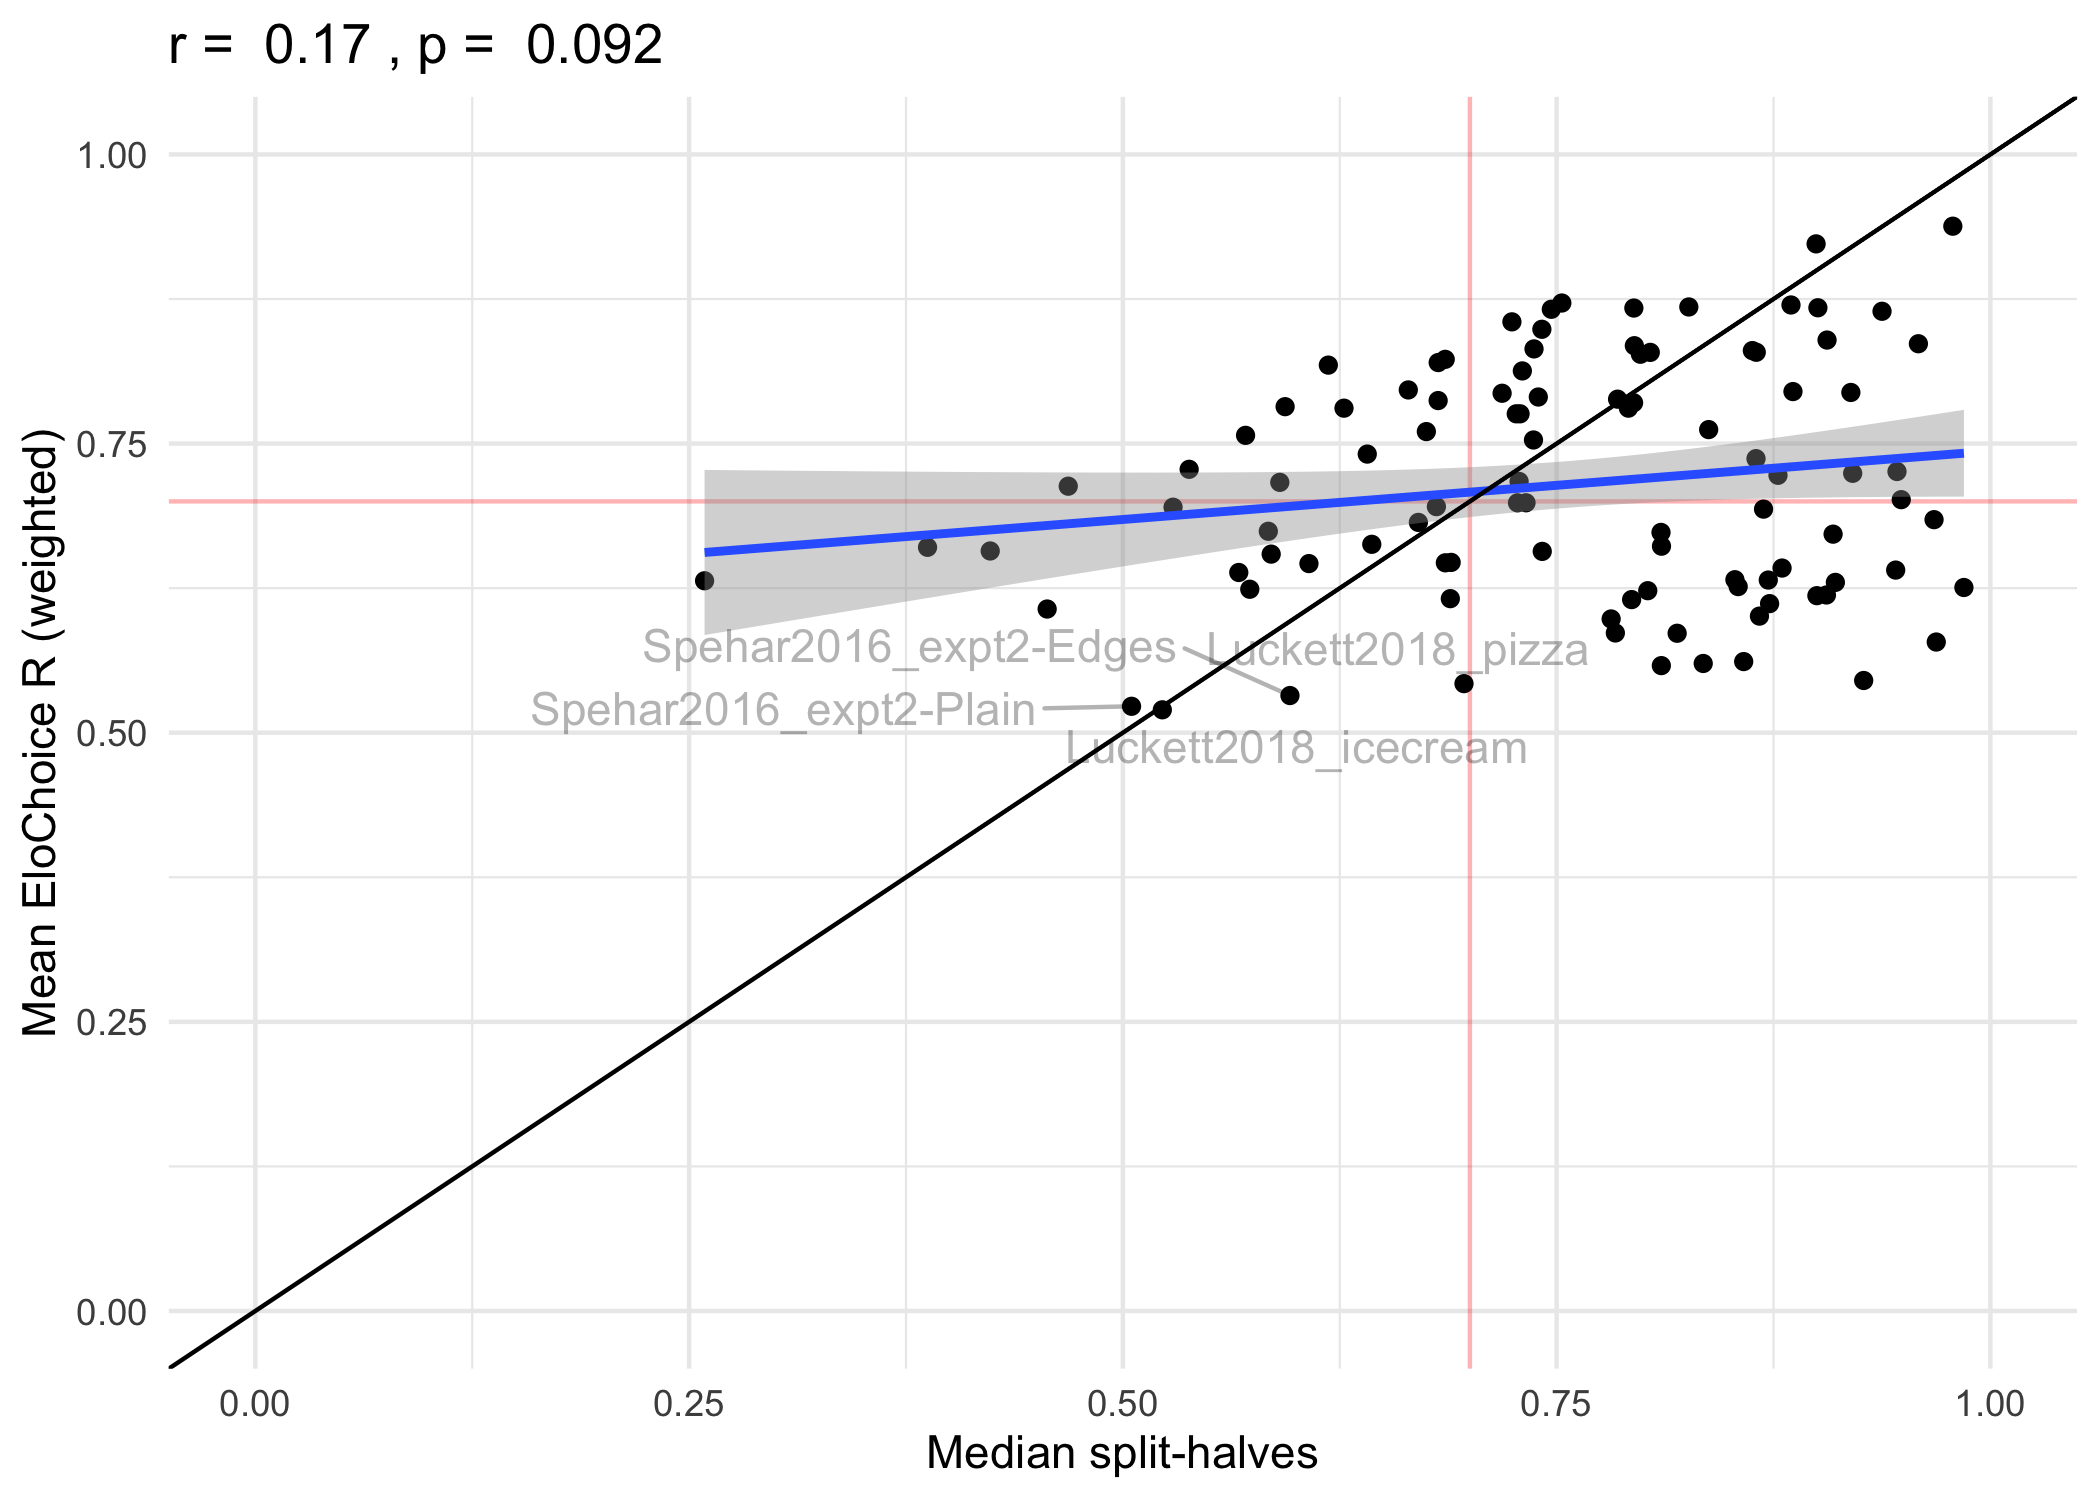 r =  0.17 , p =  0.092
Mean EloChoice R (weighted)
1.00
0.75
0.50
0.25
0.00
Spehar2016_expt2-Edges
Luckett2018_pizza
Spehar2016_expt2-Plain
Luckett2018_icecream
0.00
0.25
0.50
0.75
1.00
Median split-halves